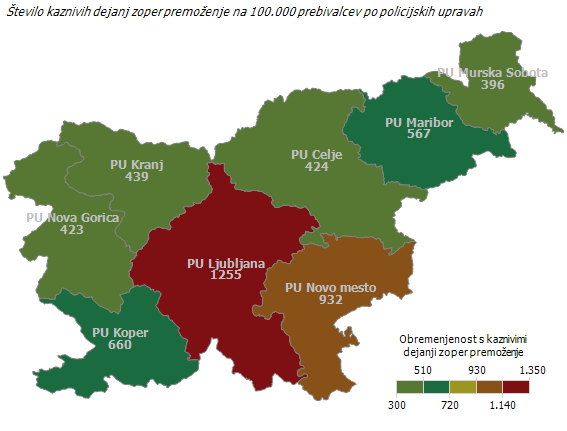 Število kaznivih dejanj zoper premoženje na 100.000 prebivalcev po policijskih upravah
PU Murska Sobota
396
PU Maribor
567
PU Celje
424
PU Kranj
439
PU Nova Gorica
423
PU Ljubljana
1255
PU Novo mesto
932
PU Koper
660
Obremenjenost s kaznivimi
dejanji zoper premoženje
510 930 1.350
300 720 1.140